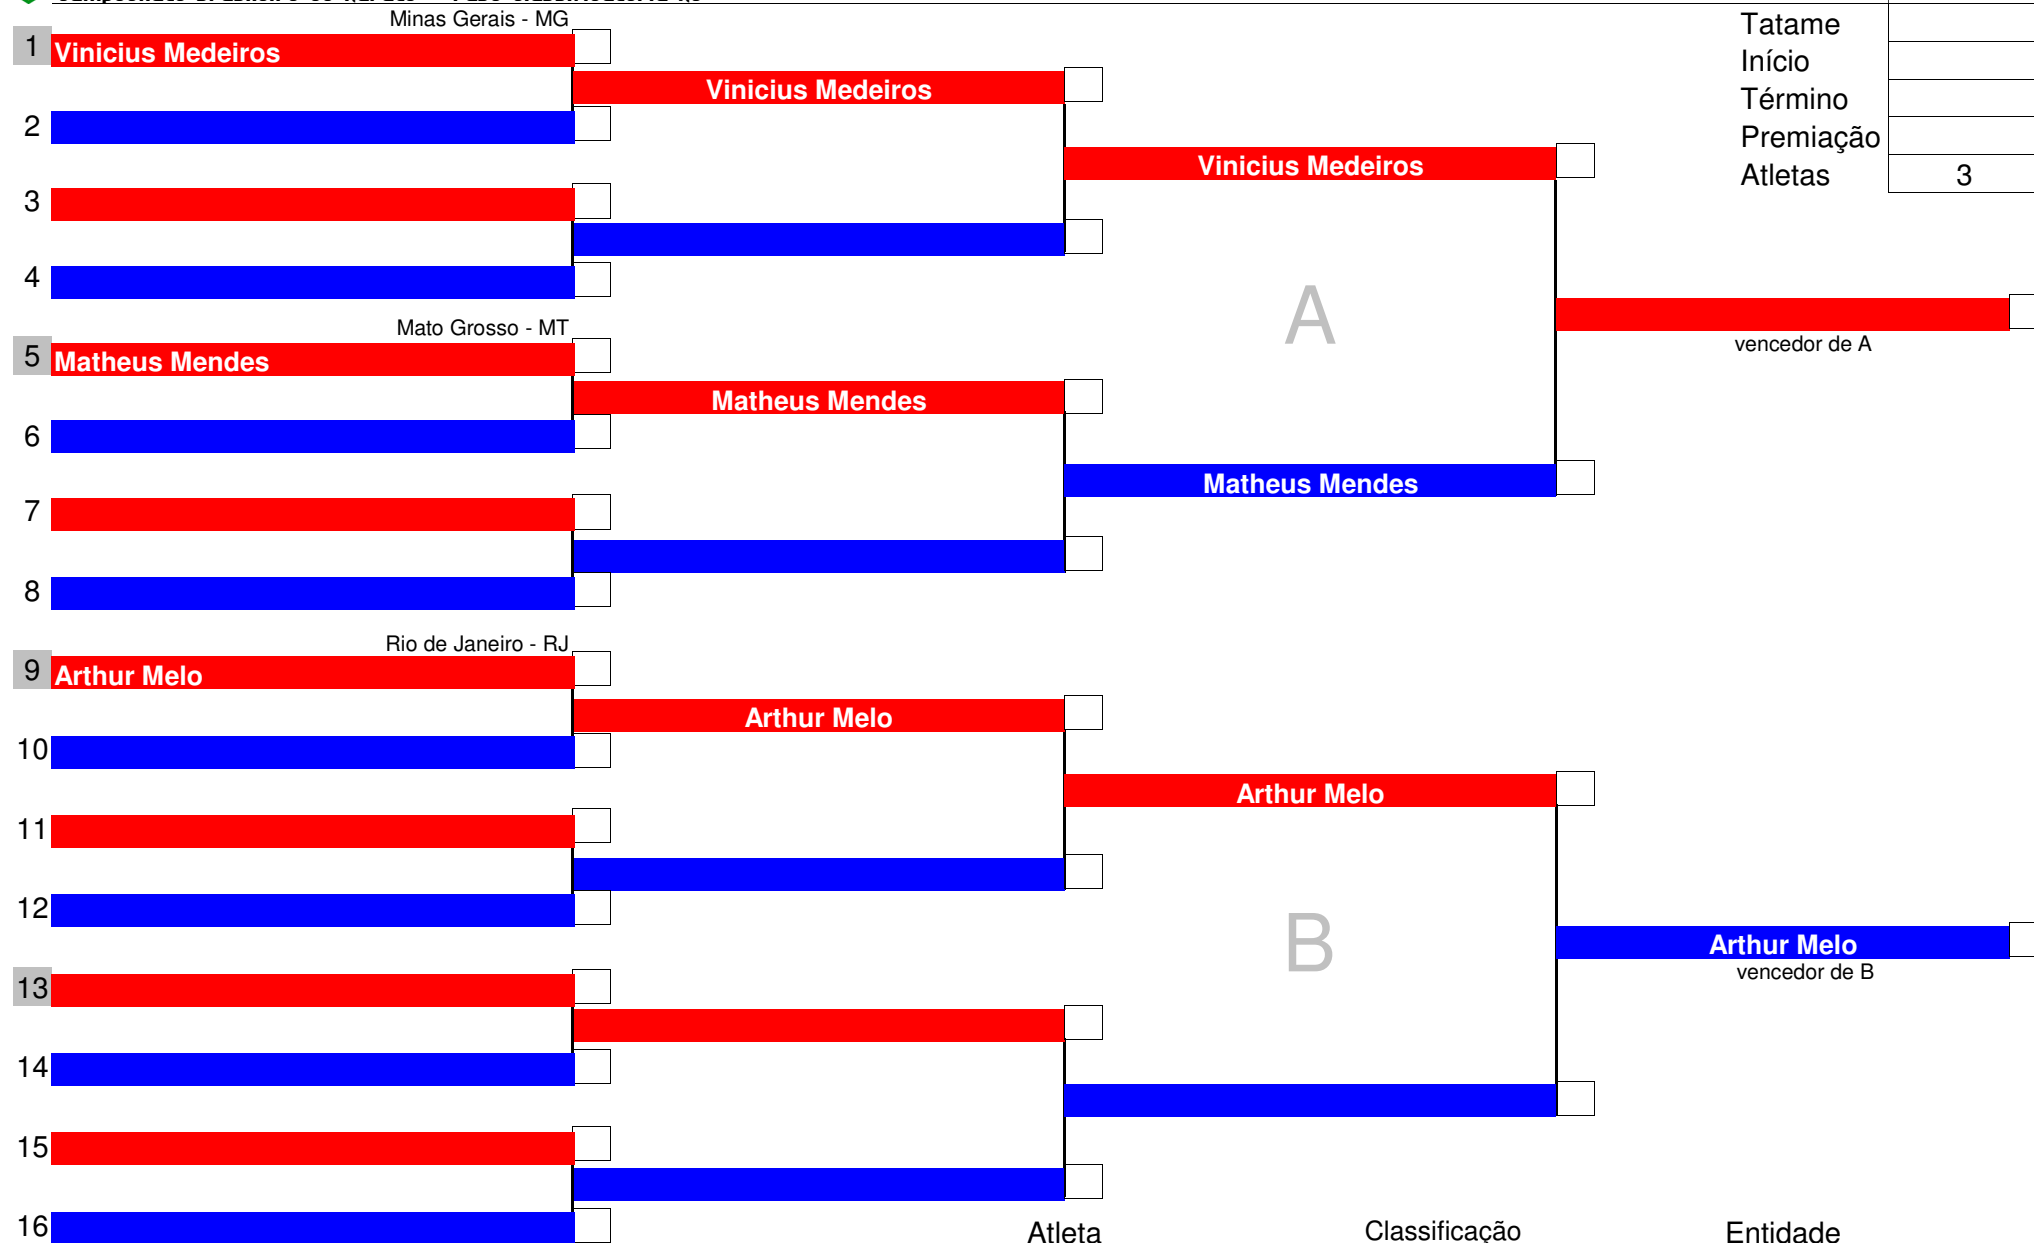 Minas Gerais - MG
Tatame
1 Vinicius Medeiros
Início
Vinicius Medeiros
Término
2
Premiação
Vinicius Medeiros
Atletas 3
3
4
A
Mato Grosso - MT
vencedor de A
5 Matheus Mendes
Matheus Mendes
6
Matheus Mendes
7
8
Rio de Janeiro - RJ
9 Arthur Melo
Arthur Melo
10
Arthur Melo
11
12
B
Arthur Melo
vencedor de B
13
14
15
16
Atleta Classificação Entidade